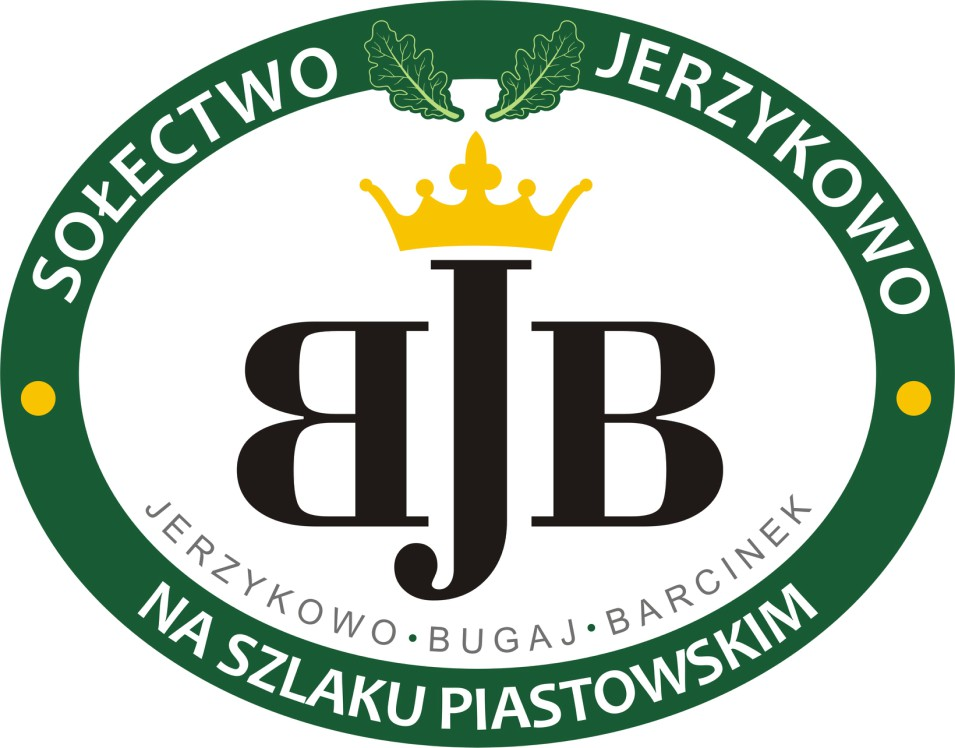 SOŁECTWO JERZYKOWO
BJB
JERZYKOWO•BUGAJ•BARCINEK
NA SZLAKU PIASTOWSKIM